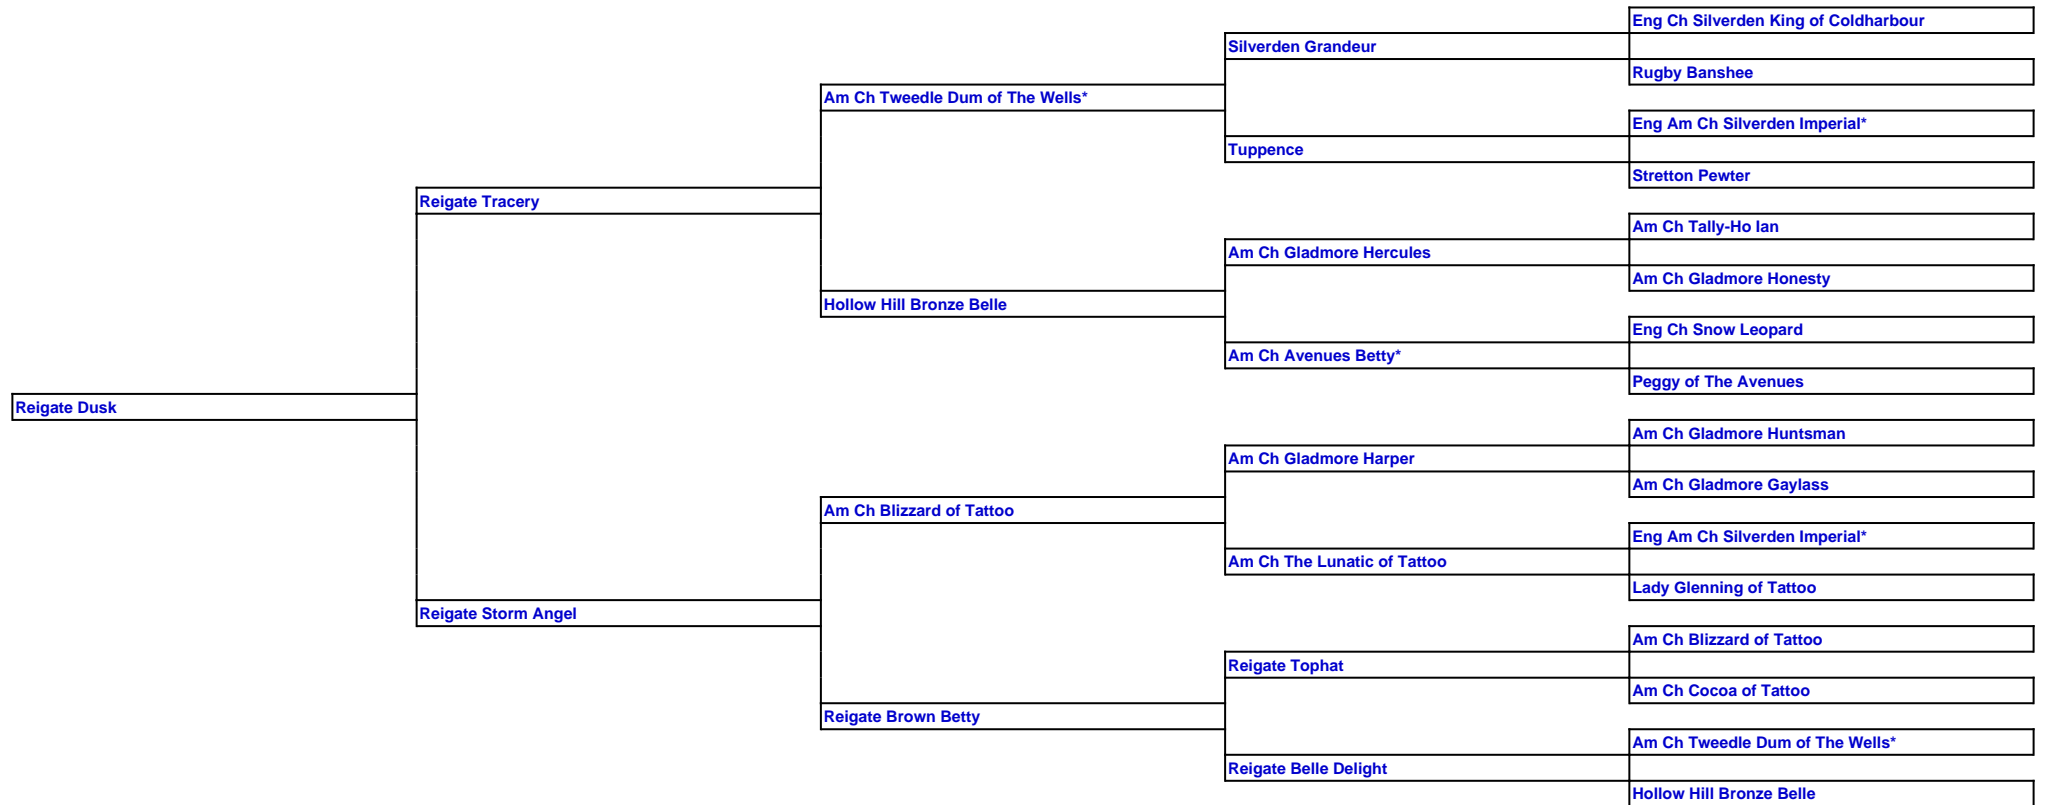 Eng Ch Silverden King of Coldharbour
Silverden Grandeur
Rugby Banshee
Am Ch Tweedle Dum of The Wells*
Eng Am Ch Silverden Imperial*
Tuppence
Stretton Pewter
Reigate Tracery
Am Ch Tally-Ho Ian
Am Ch Gladmore Hercules
Am Ch Gladmore Honesty
Hollow Hill Bronze Belle
Eng Ch Snow Leopard
Am Ch Avenues Betty*
Peggy of The Avenues
Reigate Dusk
Am Ch Gladmore Huntsman
Am Ch Gladmore Harper
Am Ch Gladmore Gaylass
Am Ch Blizzard of Tattoo
Eng Am Ch Silverden Imperial*
Am Ch The Lunatic of Tattoo
Lady Glenning of Tattoo
Reigate Storm Angel
Am Ch Blizzard of Tattoo
Reigate Tophat
Am Ch Cocoa of Tattoo
Reigate Brown Betty
Am Ch Tweedle Dum of The Wells*
Reigate Belle Delight
Hollow Hill Bronze Belle